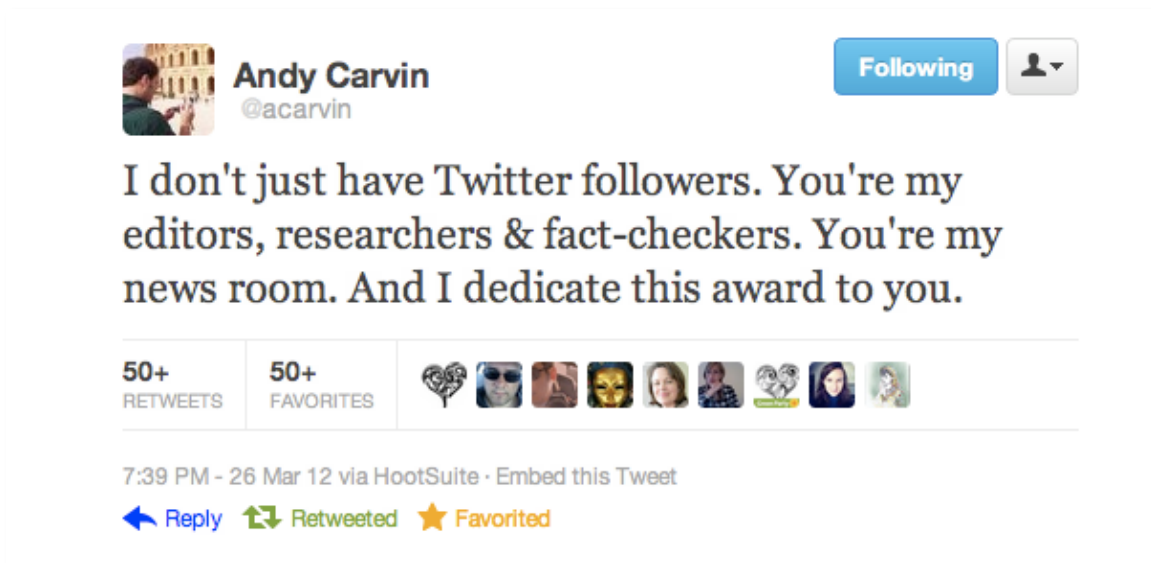 Andy Carvin
@acarvin
Following
I don't just have Twitter followers. You're my
editors, researchers & fact-checkers. You're my
news room. And I dedicate this award to you.
50+
RETWEETS
50+
FAVORITES
7:39 PM - 26 Mar 12 via HootSuite · Embed this Tweet
Reply Retweeted Favorited